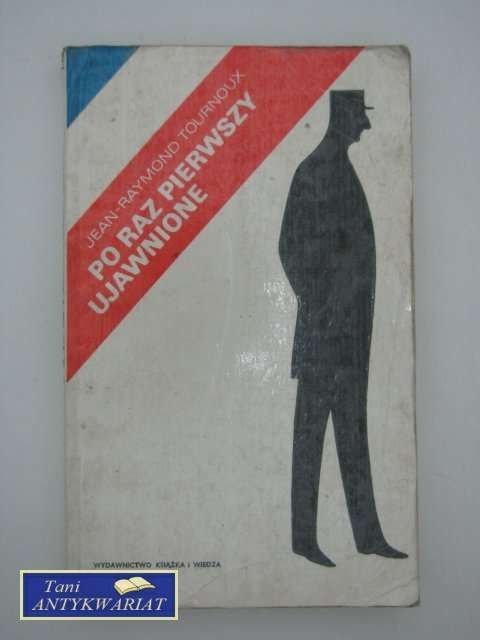 JEAN-RAYMOND TOURNOUX
PO RAZ PIERWSZY
UJAWNIONE
WYDAWNICTWO KSIĄŻKA I WIEDZA
Tani
ANTYKWARIAT